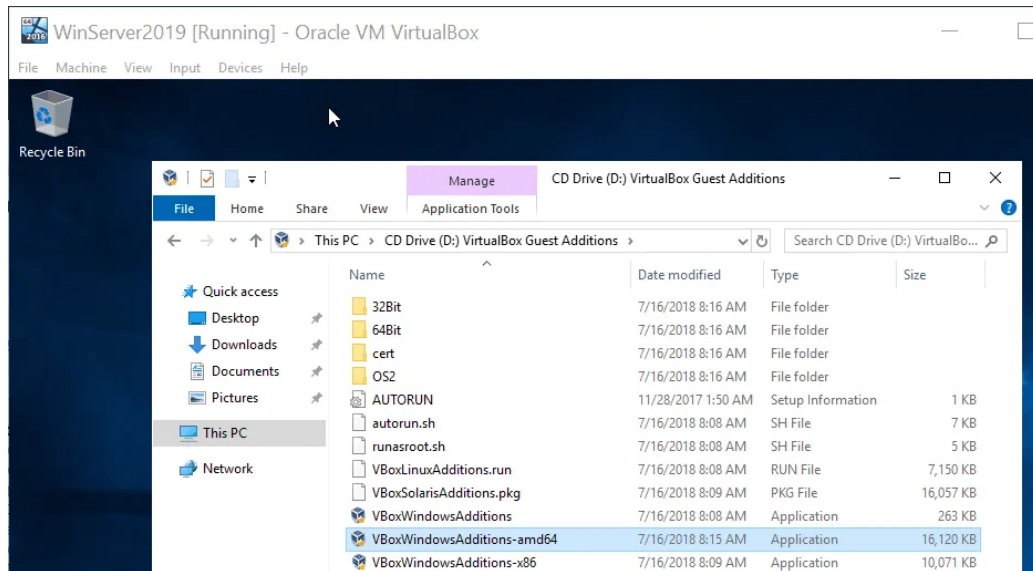 WinServer2019 [Running] - Oracle VM VirtualBox
File Machine View Input Devices Help
Recycle Bin
Manage CD Drive (D:) VirtualBox Guest Additions
File Home Share View Application Tools
This PC > CD Drive (D:) VirtualBox Guest Additions > Search CD Drive (D:) VirtualBo...
Name Date modified Type Size
Quick access
Desktop
Downloads
Documents
Pictures
This PC
Network
32Bit 7/16/2018 8:16 AM File folder
64Bit 7/16/2018 8:16 AM File folder
cert 7/16/2018 8:16 AM File folder
OS2 7/16/2018 8:16 AM File folder
AUTORUN 11/28/2017 1:50 AM Setup Information 1 KB
autorun.sh 7/16/2018 8:08 AM SH File 7 KB
runasroot.sh 7/16/2018 8:08 AM SH File 5 KB
VBoxLinuxAdditions.run 7/16/2018 8:08 AM RUN File 7,150 KB
VBoxSolarisAdditions.pkg 7/16/2018 8:09 AM PKG File 16,057 KB
VBoxWindowsAdditions 7/16/2018 8:08 AM Application 263 KB
VBoxWindowsAdditions-amd64 7/16/2018 8:15 AM Application 16,120 KB
VBoxWindowsAdditions-x86 7/16/2018 8:09 AM Application 10,071 KB